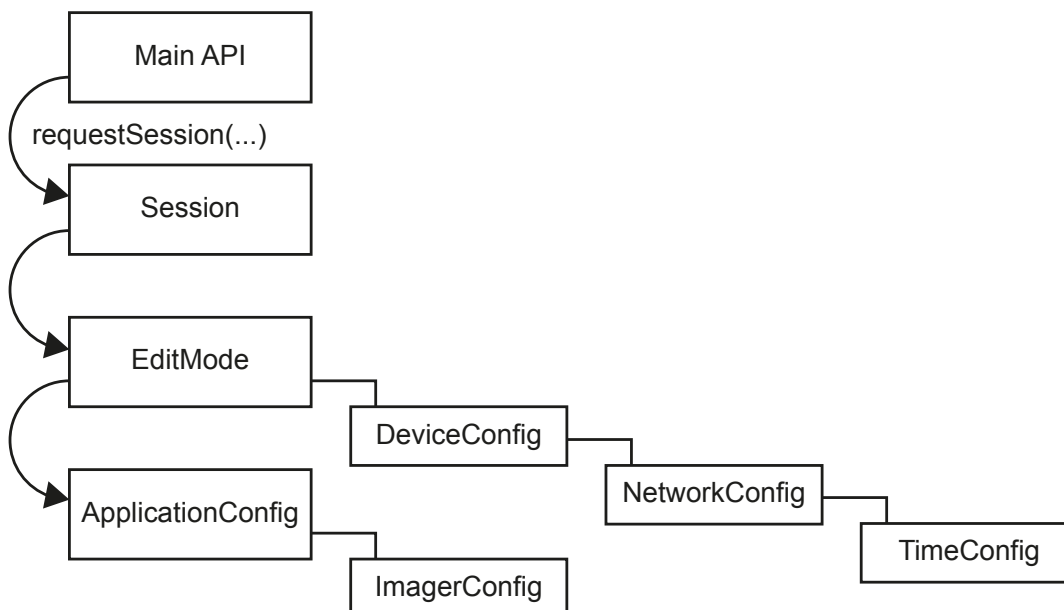 Main API
requestSession(...)
Session
EditMode
DeviceConfig
NetworkConfig
ApplicationConfig
TimeConfig
ImagerConfig